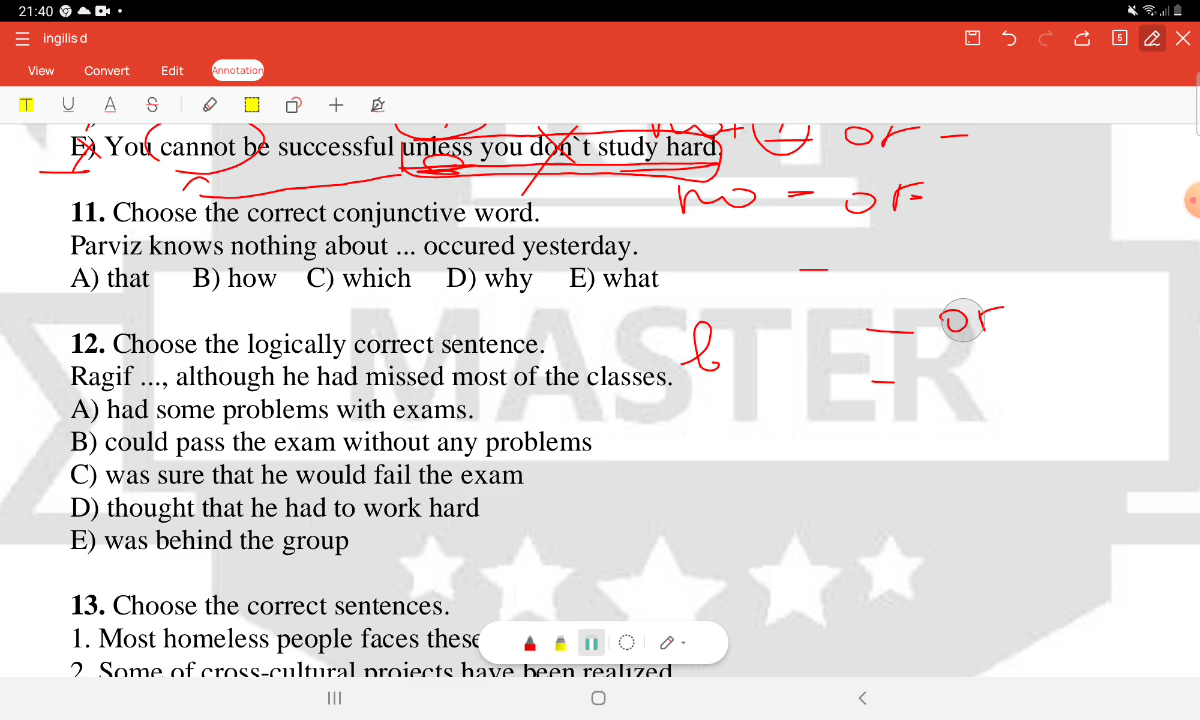 21:40
ingilis d
View Convert Edit Annotation
E) You cannot be successful unless you don`t study hard.
or -
no = or
11. Choose the correct conjunctive word.
Parviz knows nothing about ... occured yesterday.
A) that B) how C) which D) why E) what
or
12. Choose the logically correct sentence.
Ragif ..., although he had missed most of the classes.
A) had some problems with exams.
B) could pass the exam without any problems
C) was sure that he would fail the exam
D) thought that he had to work hard
E) was behind the group
MASTER
13. Choose the correct sentences.
1. Most homeless people faces these
2. Some of cross-cultural projects have been realized